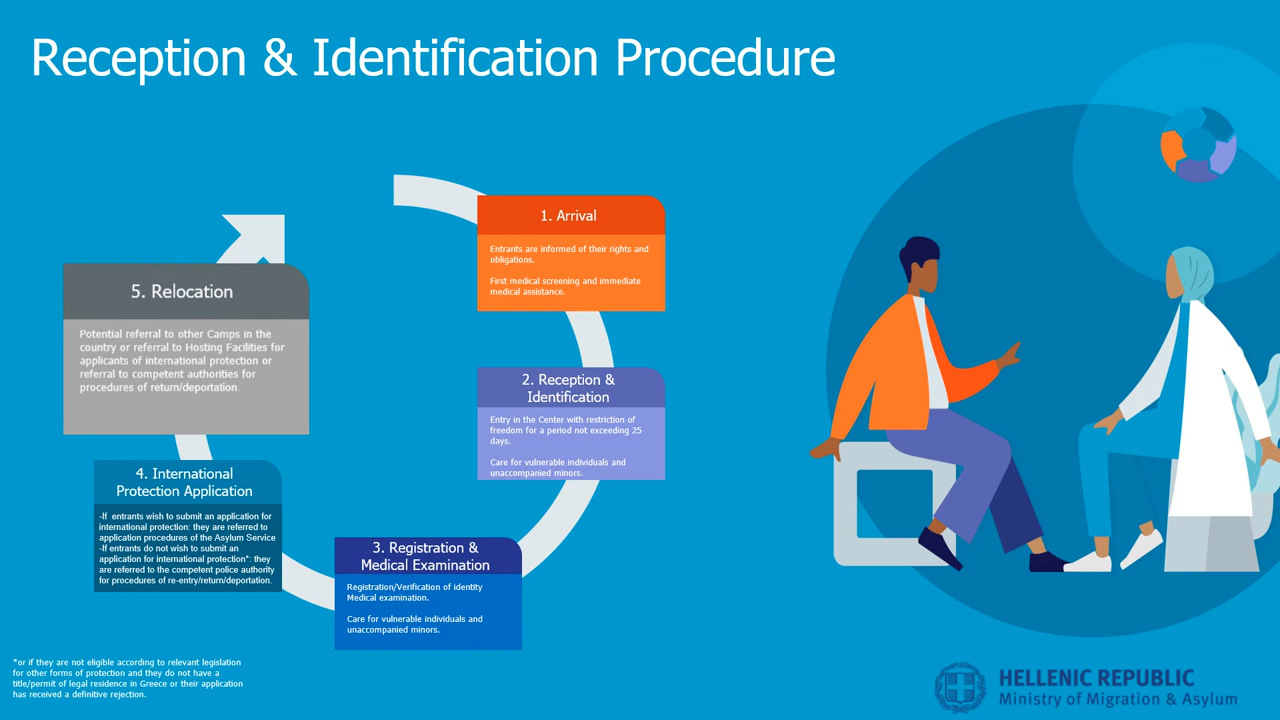 Reception & Identification Procedure
1. Arrival
Entrants are informed of their rights and
obligations.
First medical screening and immediate
medical assistance.
2. Reception &
Identification
Entry in the Center with restriction of
freedom for a period not exceeding 25
days.
Care for vulnerable individuals and
unaccompanied minors.
3. Registration &
Medical Examination
Registration/Verification of identity
Medical examination.
Care for vulnerable individuals and
unaccompanied minors.
4. International
Protection Application
-If entrants wish to submit an application for
international protection: they are referred to
application procedures of the Asylum Service
-If entrants do not wish to submit an
application for international protection*: they
are referred to the competent police authority
for procedures of re-entry/return/deportation.
5. Relocation
Potential referral to other Camps in the
country or referral to Hosting Facilities for
applicants of international protection or
referral to competent authorities for
procedures of return/deportation.
*or if they are not eligible according to relevant legislation
for other forms of protection and they do not have a
title/permit of legal residence in Greece or their application
has received a definitive rejection.
HELLENIC REPUBLIC
Ministry of Migration & Asylum